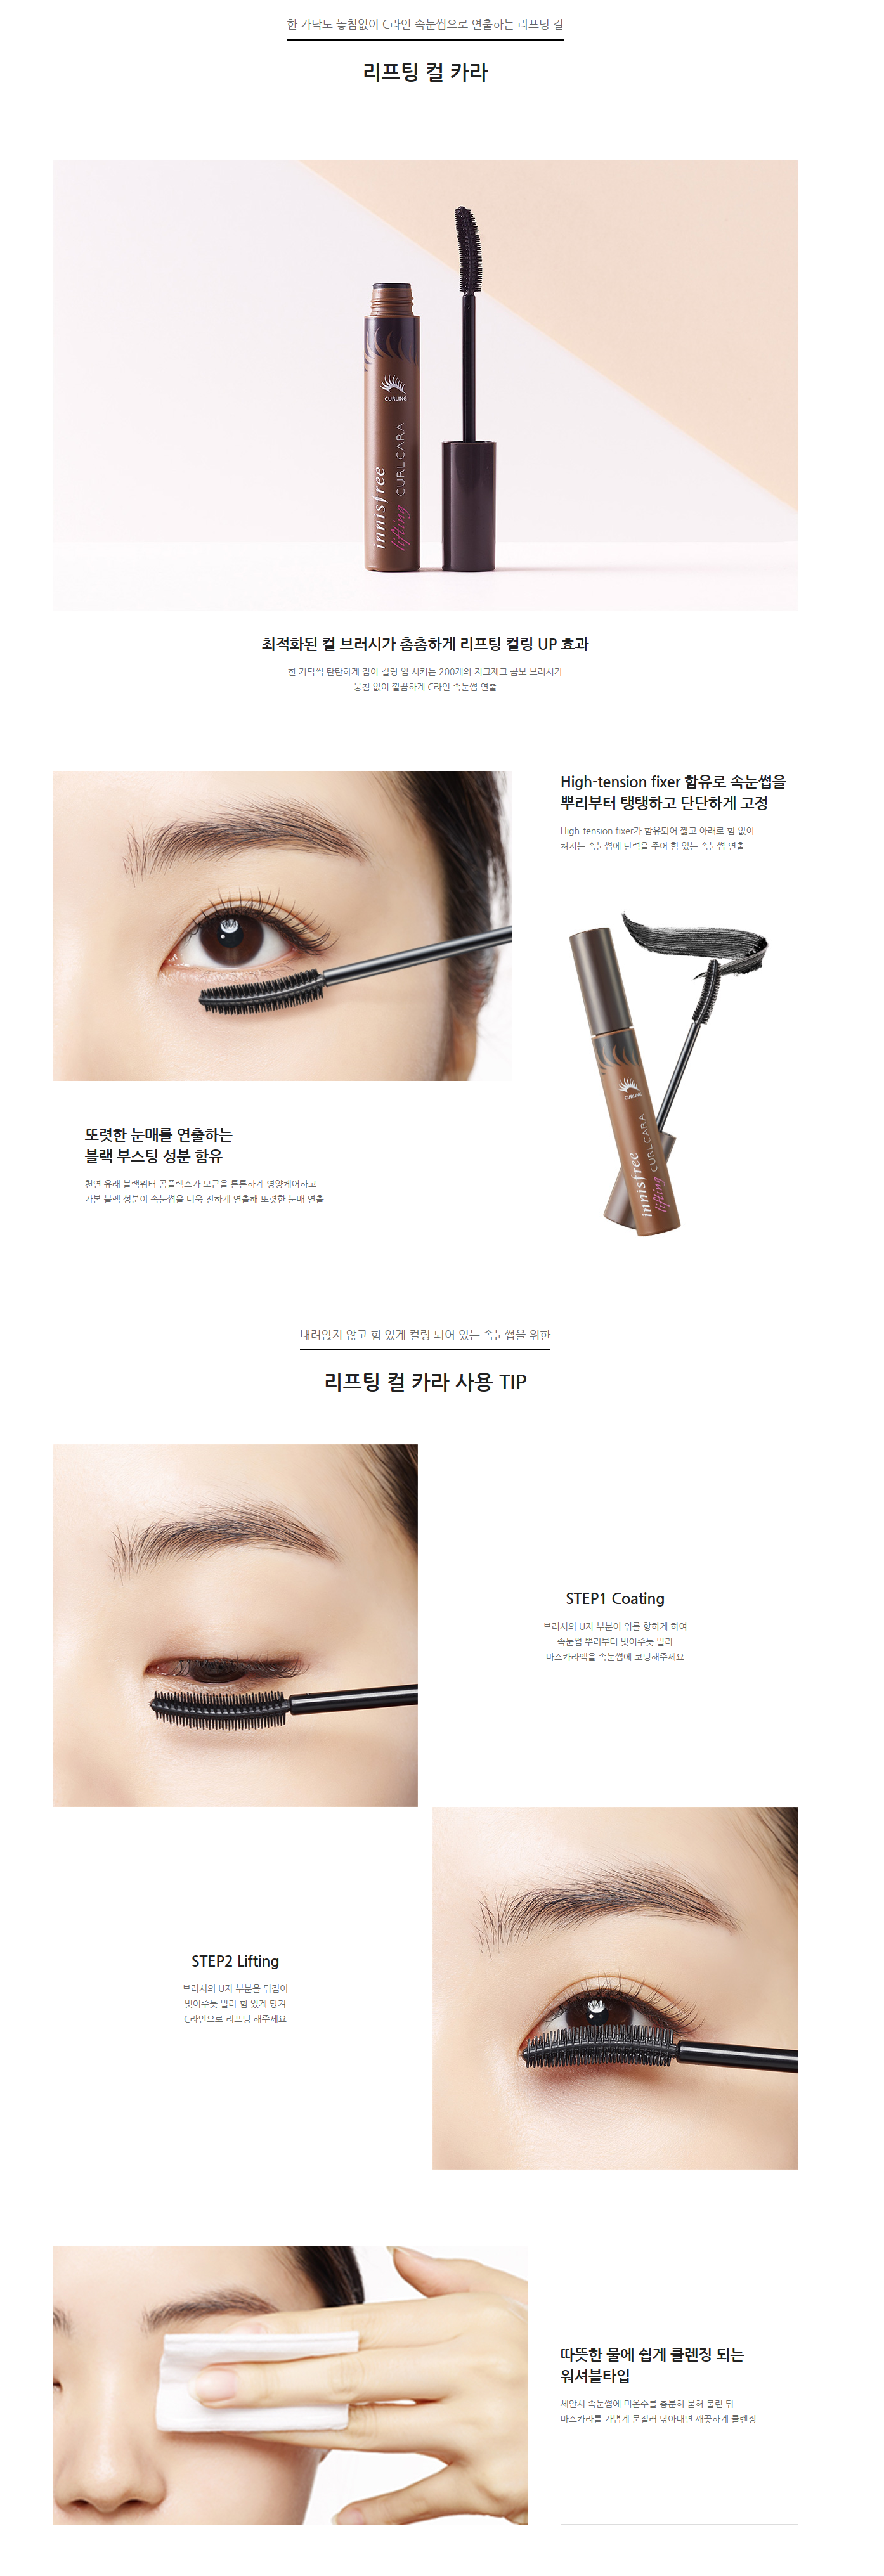 한 가닥도 놓침없이 C라인 속눈썹으로 연출하는 리프팅 컬
리프팅 컬 카라
CURLING
innisfree
lifting CURLCARA
최적화된 컬 브러시가 촘촘하게 리프팅 컬링 UP 효과
한 가닥씩 탄탄하게 잡아 컬링 업 시키는 200개의 지그재그 콤보 브러시가
뭉침 없이 깔끔하게 C라인 속눈썹 연출
High-tension fixer 함유로 속눈썹을
뿌리부터 탱탱하고 단단하게 고정
High-tension fixer가 함유되어 짧고 아래로 힘 없이
쳐지는 속눈썹에 탄력을 주어 힘 있는 속눈썹 연출
CURLING
innisfree
lifting CURLCARA
또렷한 눈매를 연출하는
블랙 부스팅 성분 함유
천연 유래 블랙워터 콤플렉스가 모근을 튼튼하게 영양케어하고
카본 블랙 성분이 속눈썹을 더욱 진하게 연출해 또렷한 눈매 연출
내려앉지 않고 힘 있게 컬링 되어 있는 속눈썹을 위한
리프팅 컬 카라 사용 TIP
STEP1 Coating
브러시의 U자 부분이 위를 향하게 하여
속눈썹 뿌리부터 빗어주듯 발라
마스카라액을 속눈썹에 코팅해주세요
STEP2 Lifting
브러시의 U자 부분을 뒤집어
빗어주듯 발라 힘 있게 당겨
C라인으로 리프팅 해주세요
따뜻한 물에 쉽게 클렌징 되는
워셔블타입
세안시 속눈썹에 미온수를 충분히 묻혀 불린 뒤
마스카라를 가볍게 문질러 닦아내면 깨끗하게 클렌징